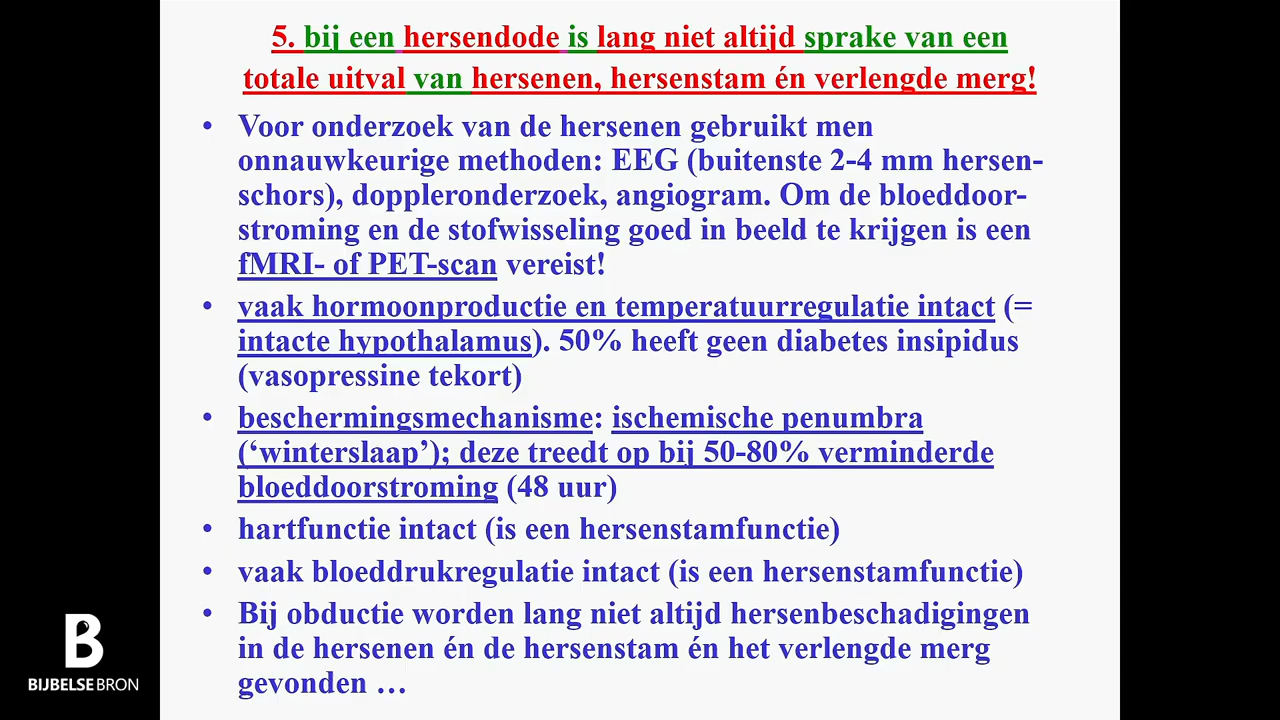 5. bij een hersendode is lang niet altijd sprake van een
totale uitval van hersenen, hersenstam én verlengde merg!
• Voor onderzoek van de hersenen gebruikt men
onnauwkeurige methoden: EEG (buitenste 2-4 mm hersen-
schors), doppleronderzoek, angiogram. Om de bloeddoor-
stroming en de stofwisseling goed in beeld te krijgen is een
fMRI- of PET-scan vereist!
• vaak hormoonproductie en temperatuurregulatie intact (=
intacte hypothalamus). 50% heeft geen diabetes insipidus
(vasopressine tekort)
• beschermingsmechanisme: ischemische penumbra
(‘winterslaap’); deze treedt op bij 50-80% verminderde
bloeddoorstroming (48 uur)
• hartfunctie intact (is een hersenstamfunctie)
• vaak bloeddrukregulatie intact (is een hersenstamfunctie)
• Bij obductie worden lang niet altijd hersenbeschadigingen
in de hersenen én de hersenstam én het verlengde merg
gevonden …
B
BIJBELSE BRON